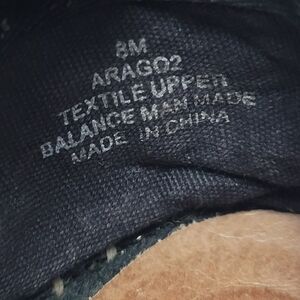 8M
ARAGO2
TEXTILE UPPER
BALANCE MAN MADE
MADE IN CHINA